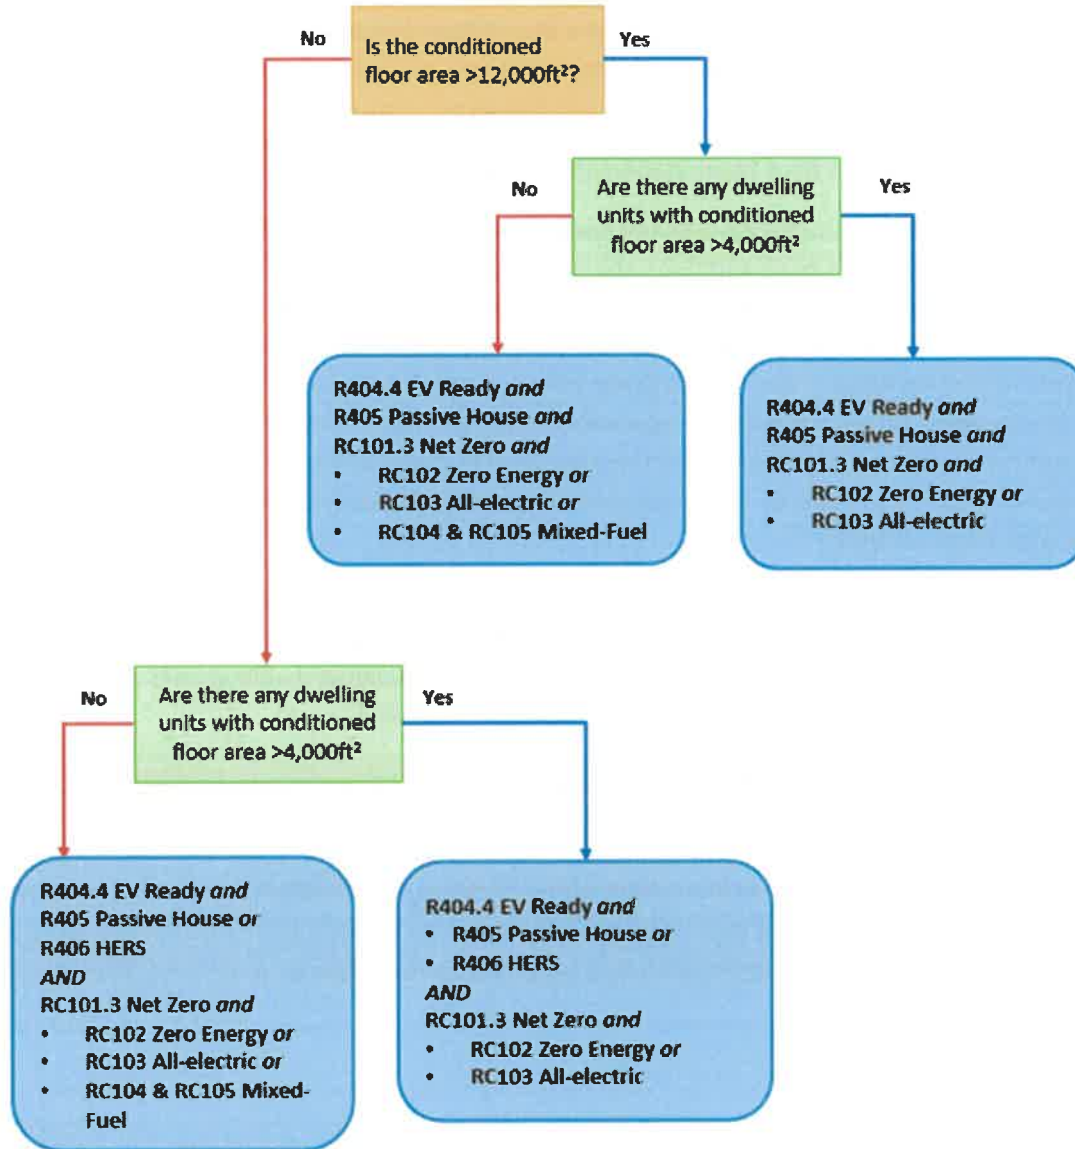 No
Is the conditioned
floor area >12,000ft²?
Yes
No
Are there any dwelling
units with conditioned
floor area >4,000ft²
Yes
R404.4 EV Ready and
R405 Passive House and
RC101.3 Net Zero and
• RC102 Zero Energy or
• RC103 All-electric or
• RC104 & RC105 Mixed-Fuel
R404.4 EV Ready and
R405 Passive House and
RC101.3 Net Zero and
• RC102 Zero Energy or
• RC103 All-electric
No
Are there any dwelling
units with conditioned
floor area >4,000ft²
Yes
R404.4 EV Ready and
R405 Passive House or
R406 HERS
AND
RC101.3 Net Zero and
• RC102 Zero Energy or
• RC103 All-electric or
• RC104 & RC105 Mixed-
Fuel
R404.4 EV Ready and
• R405 Passive House or
• R406 HERS
AND
RC101.3 Net Zero and
• RC102 Zero Energy or
• RC103 All-electric